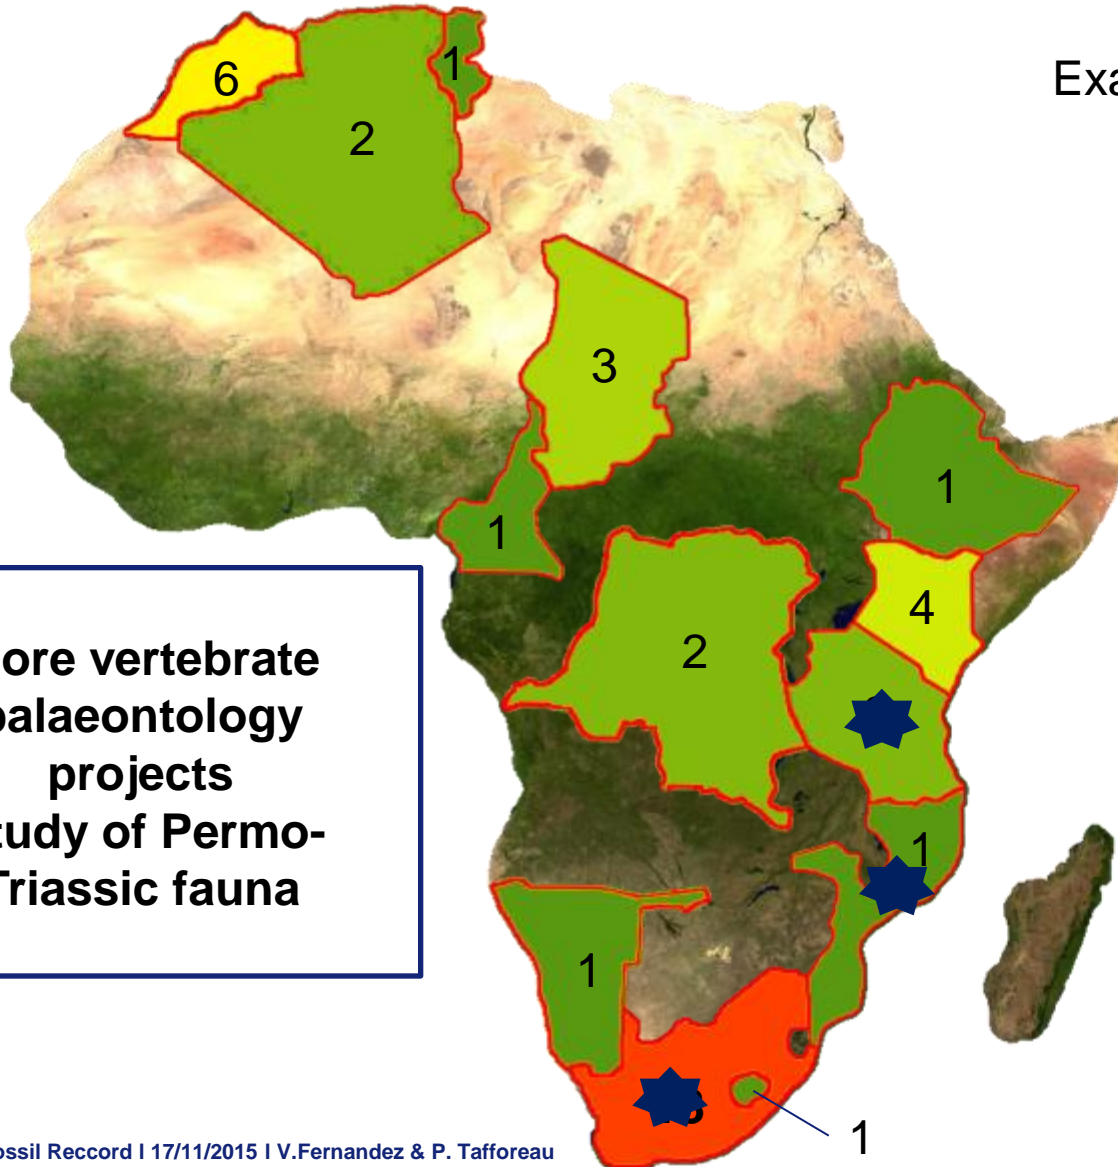 Exa
6
1
2
3
1
1
4
2
1
1
ore vertebrate
palaeontology
projects
tudy of Permo-
Triassic fauna
1
ossil Reccord I 17/11/2015 I V.Fernandez & P. Tafforeau